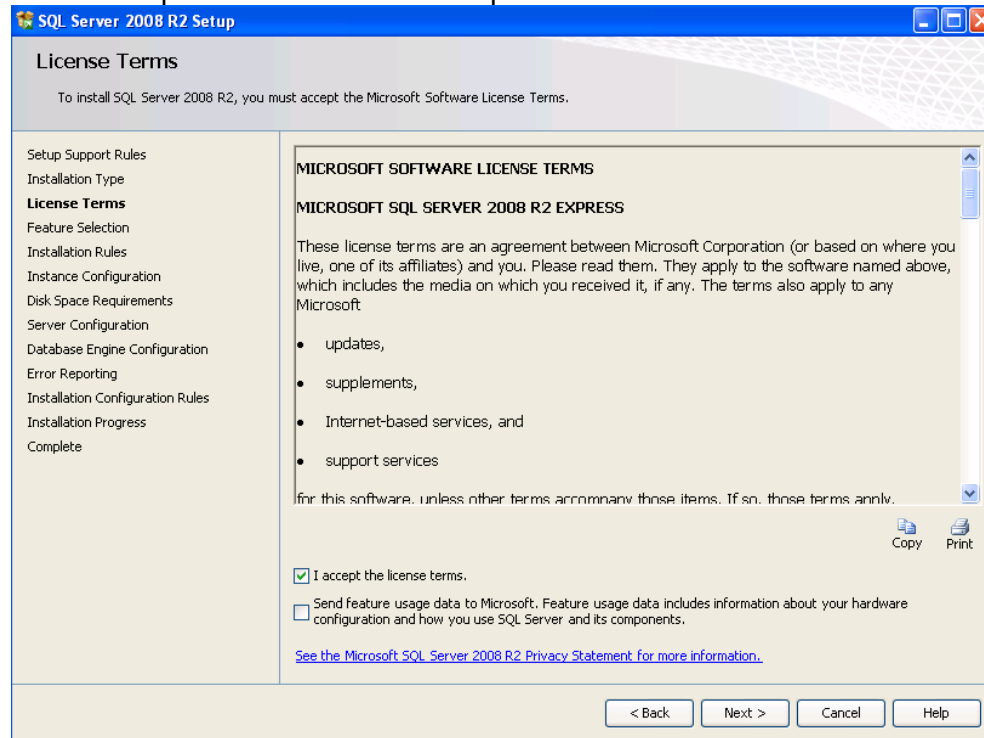 SQL Server 2008 R2 Setup
License Terms
To install SQL Server 2008 R2, you must accept the Microsoft Software License Terms.
Setup Support Rules
Installation Type
License Terms
Feature Selection
Installation Rules
Instance Configuration
Disk Space Requirements
Server Configuration
Database Engine Configuration
Error Reporting
Installation Configuration Rules
Installation Progress
Complete
MICROSOFT SOFTWARE LICENSE TERMS
MICROSOFT SQL SERVER 2008 R2 EXPRESS
These license terms are an agreement between Microsoft Corporation (or based on where you
live, one of its affiliates) and you. Please read them. They apply to the software named above,
which includes the media on which you received it, if any. The terms also apply to any
Microsoft
• updates,
• supplements,
• Internet-based services, and
• support services
for this software, unless other terms accompany those items. If so, those terms apply.
Copy Print
I accept the license terms.
Send feature usage data to Microsoft. Feature usage data includes information about your hardware
configuration and how you use SQL Server and its components.
See the Microsoft SQL Server 2008 R2 Privacy Statement for more information.
< Back Next > Cancel Help